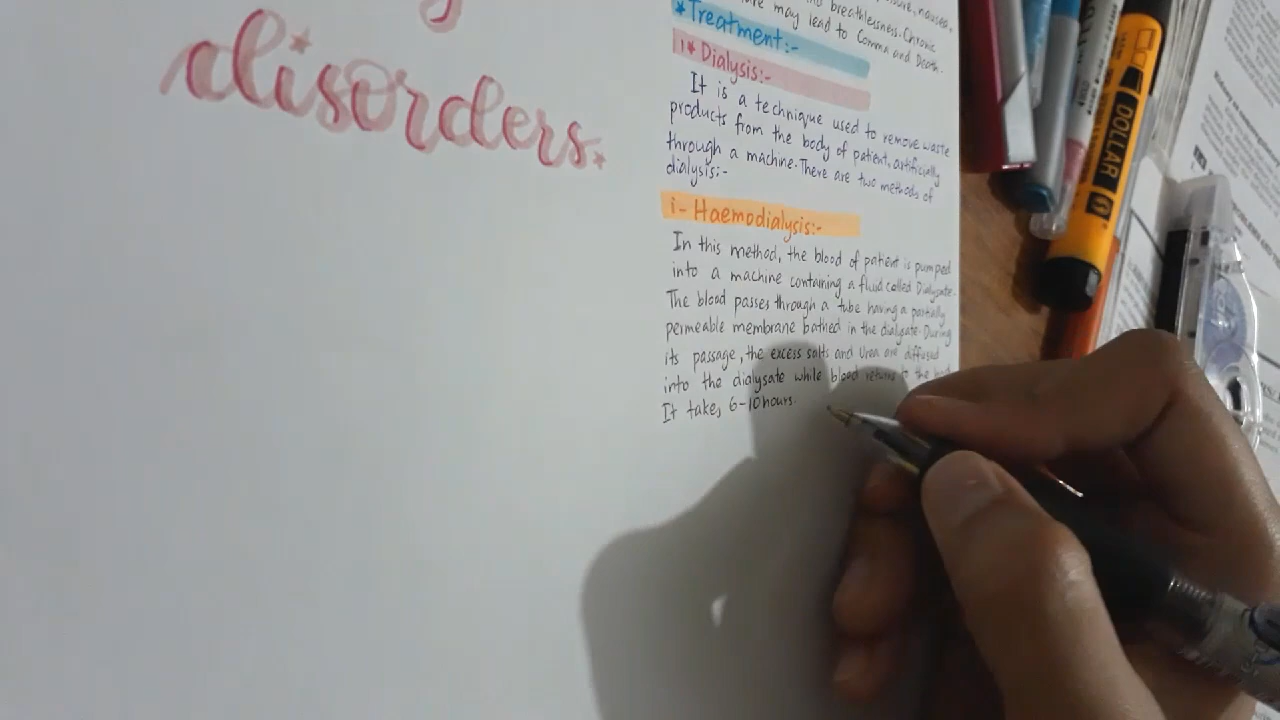 disorders.
may lead to Comma and Death.
breathlessness. Chronic
*Treatment:-
1* Dialysis:-
It is a technique used to remove waste
products from the body of patient, artificially
through a machine. There are two methods of
dialysis:-
i- Haemodialysis:-
In this method, the blood of patient is pumped
into a machine containing a fluid called Dialysate.
The blood passes through a tube having a partially
permeable membrane bathed in the dialysate. During
its passage, the excess salts and Urea are diffused
into the dialysate while blood returns to the
It takes 6-10 hours.
DOLLAR